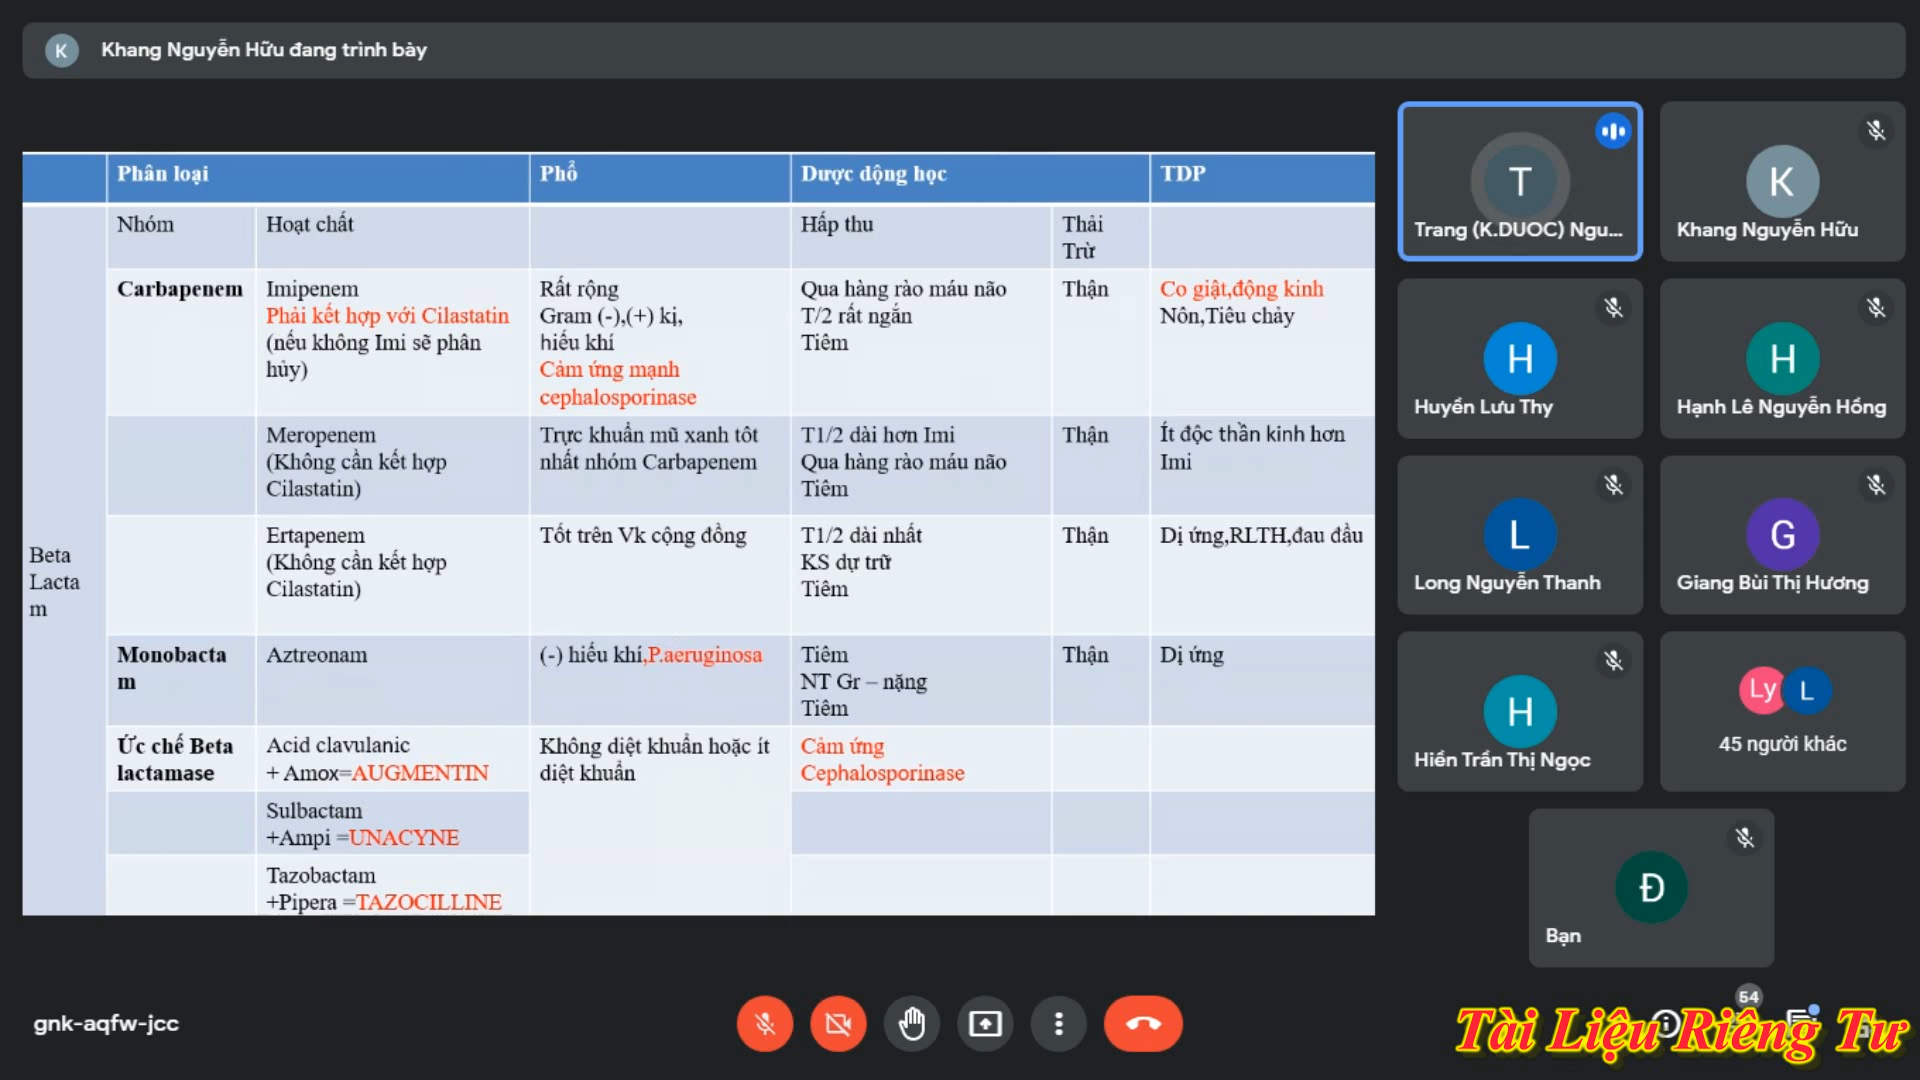 K
Khang Nguyễn Hữu đang trình bày
Phân loại
Phổ
Dược dộng học
TDP
Nhóm
Hoạt chất
Hấp thu
Thải
Trừ
Beta
Lacta
m
Carbapenem
Imipenem
Phải kết hợp với Cilastatin
(nếu không Imi sẽ phân
hủy)
Rất rộng
Gram (-),(+) kị,
hiếu khí
Cảm ứng mạnh
cephalosporinase
Qua hàng rào máu não
T/2 rất ngắn
Tiêm
Thận
Co giật,động kinh
Nôn,Tiêu chảy
Meropenem
(Không cần kết hợp
Cilastatin)
Trực khuẩn mũ xanh tôt
nhất nhóm Carbapenem
T1/2 dài hơn Imi
Qua hàng rào máu não
Tiêm
Thận
Ít độc thần kinh hơn
Imi
Ertapenem
(Không cần kết hợp
Cilastatin)
Tốt trên Vk cộng đồng
T1/2 dài nhất
KS dự trữ
Tiêm
Thận
Dị ứng,RLTH,đau đầu
Monobacta
m
Aztreonam
(-) hiếu khí,P.aeruginosa
Tiêm
NT Gr – nặng
Tiêm
Thận
Dị ứng
Ức chế Beta
lactamase
Acid clavulanic
+ Amox=AUGMENTIN
Không diệt khuẩn hoặc ít
diệt khuẩn
Cảm ứng
Cephalosporinase
Sulbactam
+Ampi =UNACYNE
Tazobactam
+Pipera =TAZOCILLINE
T
Trang (K.DUOC) Ngu...
K
Khang Nguyễn Hữu
H
Huyền Lưu Thy
H
Hạnh Lê Nguyễn Hồng
L
Long Nguyễn Thanh
G
Giang Bùi Thị Hương
H
Hiền Trần Thị Ngọc
Ly L
45 người khác
Đ
Bạn
gnk-aqfw-jcc
54
Tài Liệu Riêng Tư